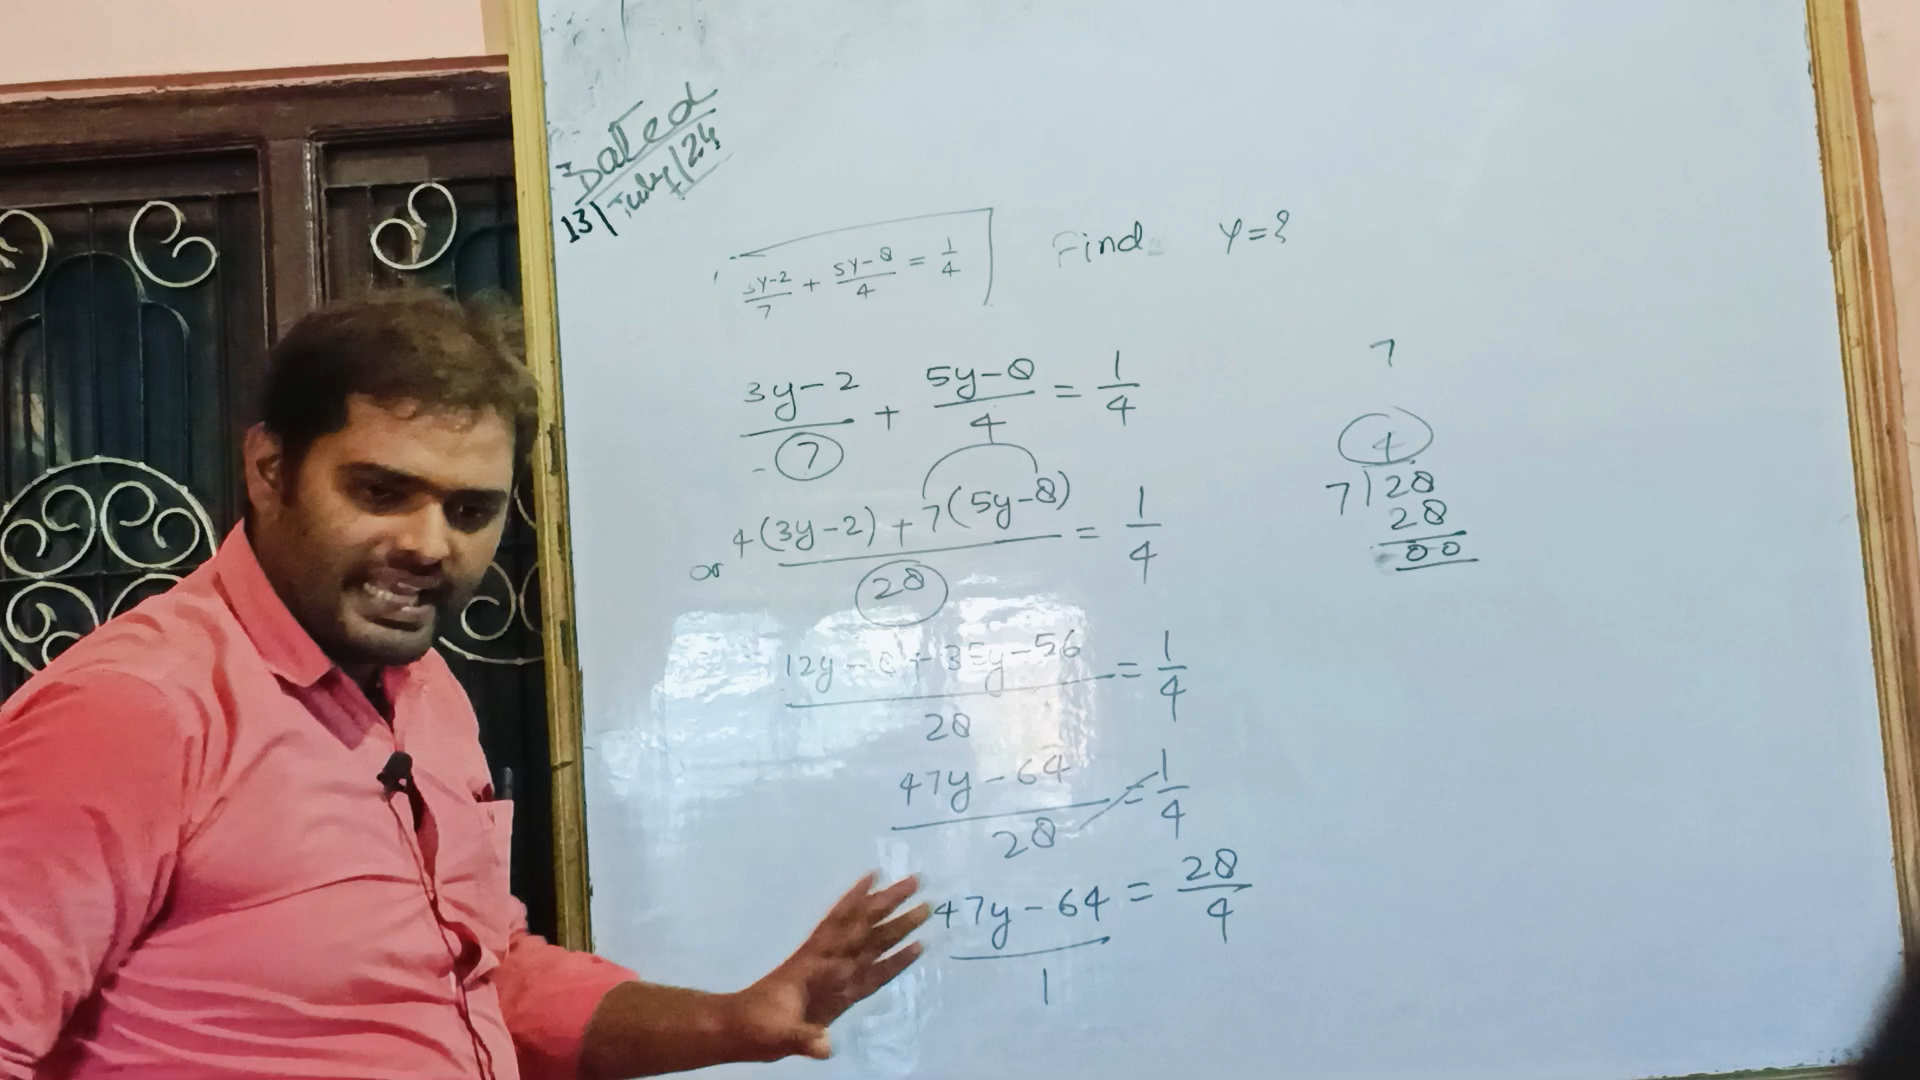 Dated
13/July/24
3y-2/7 + 5y-8/4 = 1/4 Find y=?
3y-2/7 + 5y-8/4 = 1/4
or 4(3y-2)+7(5y-8)/28 = 1/4
12y-8+35y-56/28 = 1/4
47y-64/28 = 1/4
47y-64/1 = 28/4
7
4
7)28
28
00